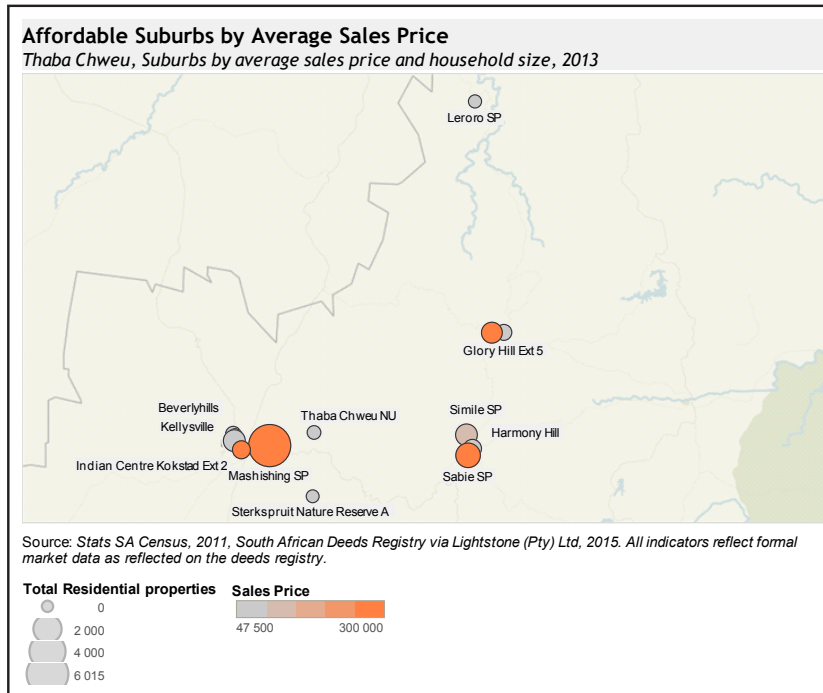 Affordable Suburbs by Average Sales Price
Thaba Chweu, Suburbs by average sales price and household size, 2013
Leroro SP
Glory Hill Ext 5
Beverlyhills
Kellysville
Thaba Chweu NU
Simile SP
Harmony Hill
Indian Centre Kokstad Ext 2
Mashishing SP
Sabie SP
Sterkspruit Nature Reserve A
Source: Stats SA Census, 2011, South African Deeds Registry via Lightstone (Pty) Ltd, 2015. All indicators reflect formal
market data as reflected on the deeds registry.
Total Residential properties
0
2 000
4 000
6 015
Sales Price
47 500
300 000